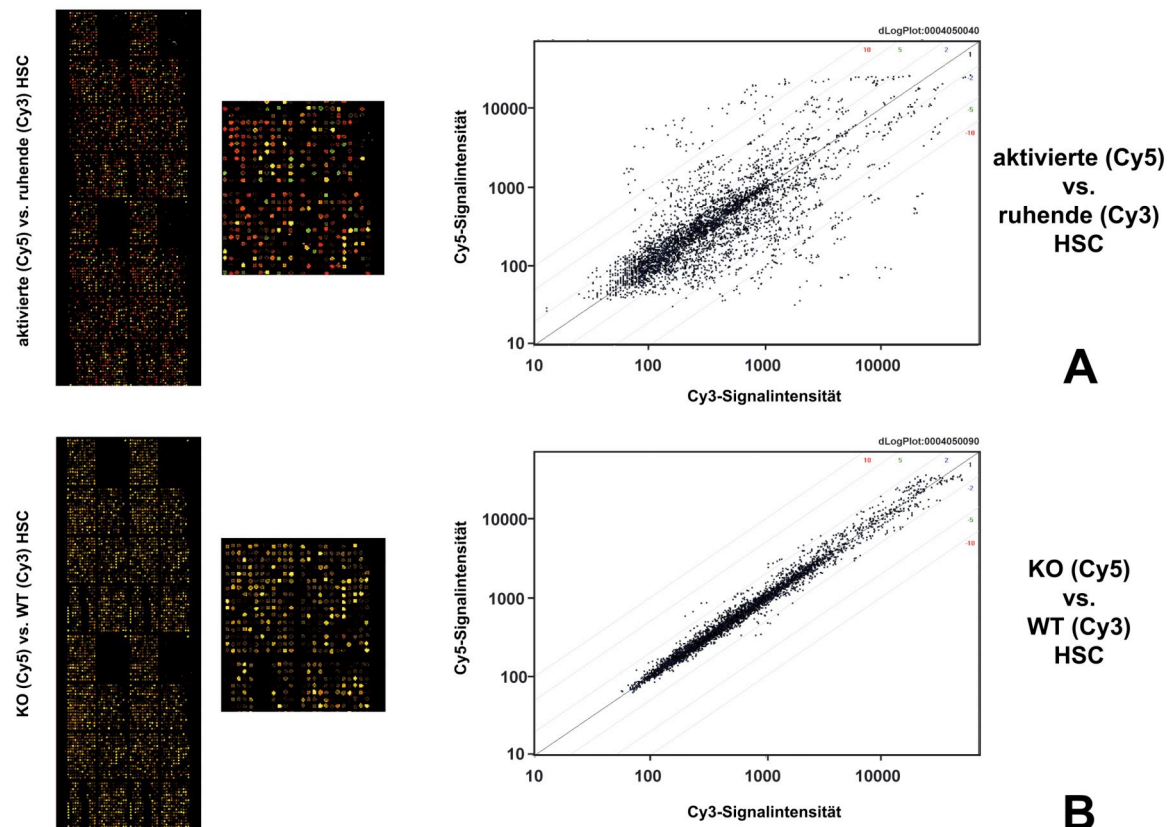 aktivierte (Cy5) vs. ruhende (Cy3) HSC
dLogPlot:0004050040
10 5 2 1
-2
-5
-10
Cy5-Signalintensität
10000
1000
100
10
10 100 1000 10000
Cy3-Signalintensität
aktivierte (Cy5)
vs.
ruhende (Cy3)
HSC
A
KO (Cy5) vs. WT (Cy3) HSC
dLogPlot:0004050090
10 5 2 1
-2
-5
-10
Cy5-Signalintensität
10000
1000
100
10
10 100 1000 10000
Cy3-Signalintensität
KO (Cy5)
vs.
WT (Cy3)
HSC
B